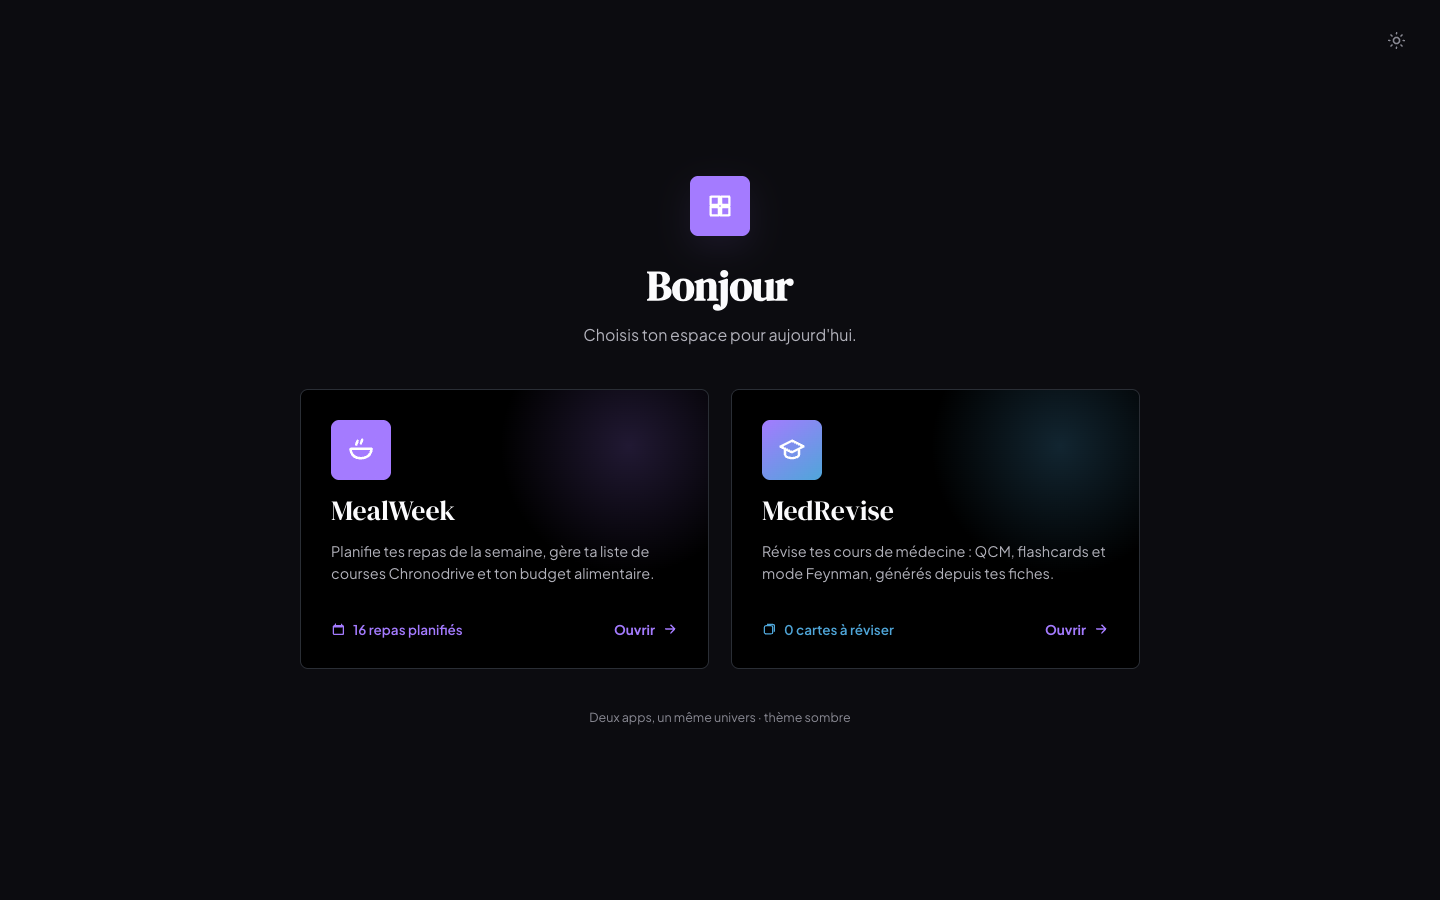 Bonjour
Choisis ton espace pour aujourd'hui.
MealWeek
Planifie tes repas de la semaine, gère ta liste de
courses Chronodrive et ton budget alimentaire.
16 repas planifiés
Ouvrir
MedRevise
Révise tes cours de médecine : QCM, flashcards et
mode Feynman, générés depuis tes fiches.
0 cartes à réviser
Ouvrir
Deux apps, un même univers · thème sombre